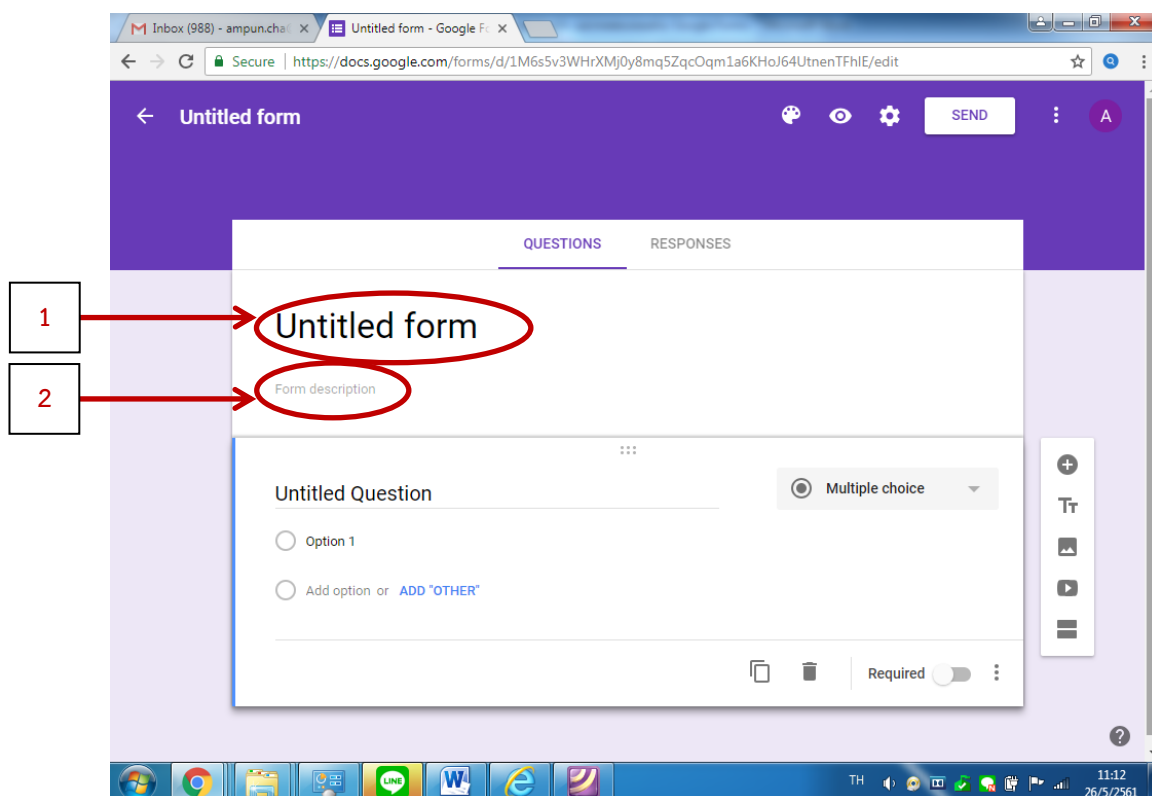 Inbox (988) - ampun.cha
Untitled form - Google Fo
Secure | https://docs.google.com/forms/d/1M6s5v3WHrXMj0y8mq5ZqcOqm1a6KHoJ64UtnenTFhlE/edit
Untitled form
SEND
A
QUESTIONS RESPONSES
1
Untitled form
2
Form description
Untitled Question
Multiple choice
Tт
Option 1
Add option or ADD "OTHER"
Required
LINE
W
TH
11:12
26/5/2561